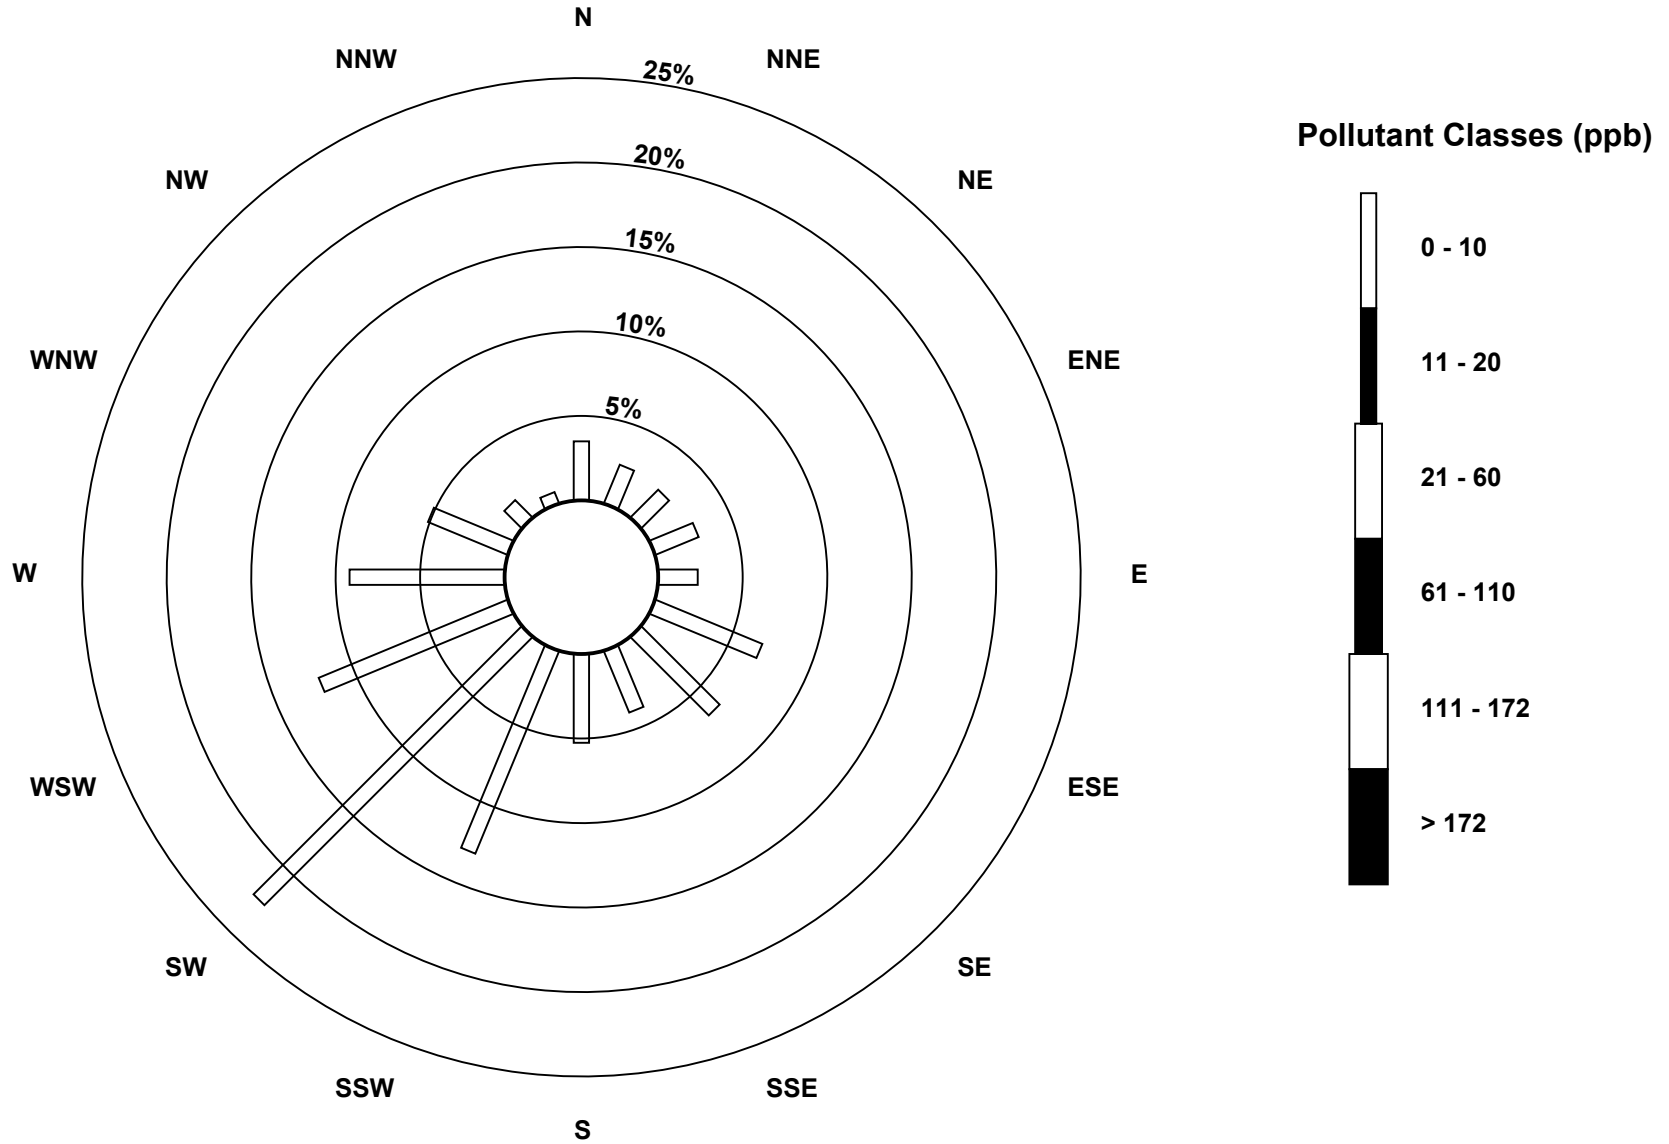 N
NNW
NNE
25%
Pollutant Classes (ppb)
20%
NW
NE
15%
0 - 10
10%
WNW
ENE
11 - 20
5%
21 - 60
W
E
61 - 110
111 - 172
WSW
ESE
> 172
SW
SE
SSW
SSE
S